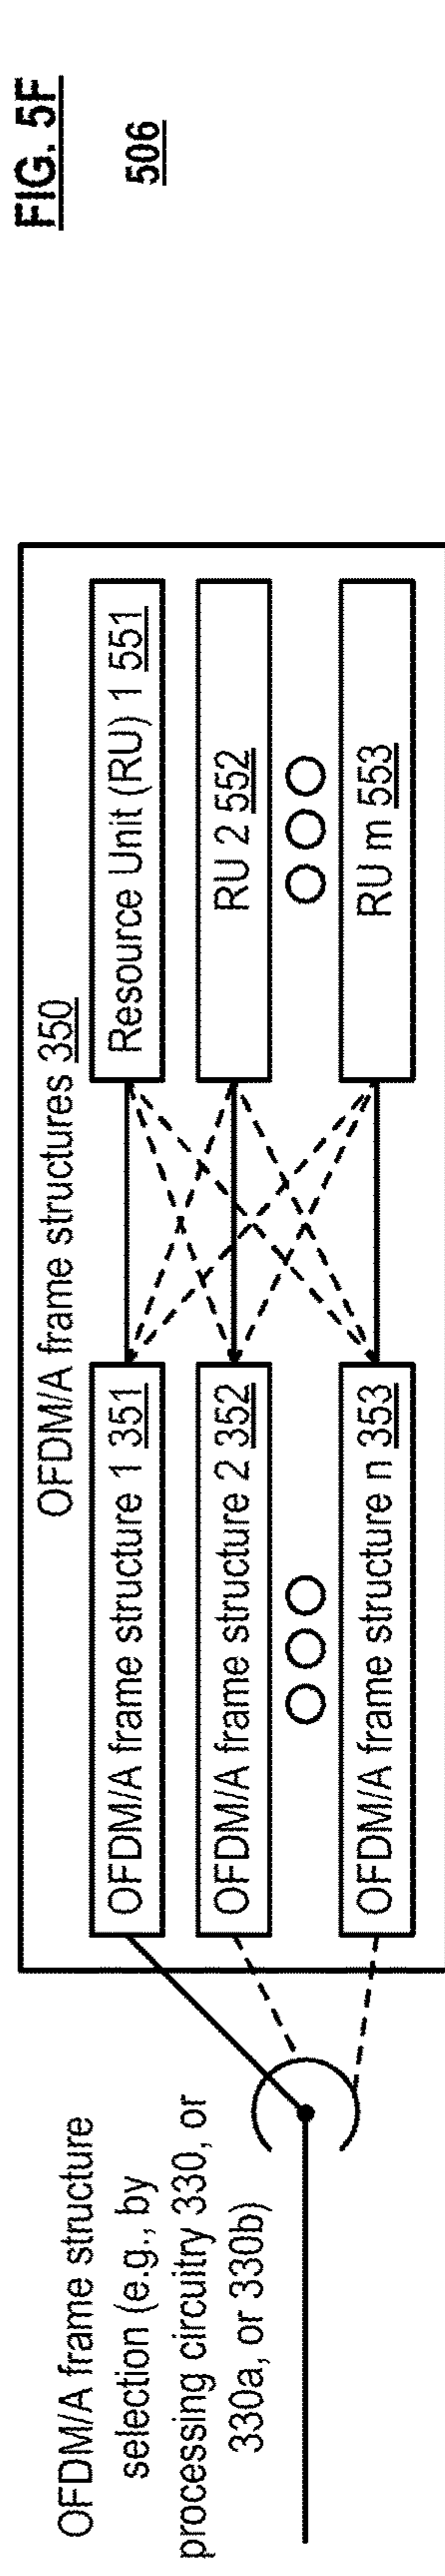 FIG. 5F
506
OFDM/A frame structure
selection (e.g., by
processing circuitry 330, or
330a, or 330b)
OFDM/A frame structures 350
OFDM/A frame structure 1 351
OFDM/A frame structure 2 352
OFDM/A frame structure n 353
Resource Unit (RU) 1 551
RU 2 552
RU m 553